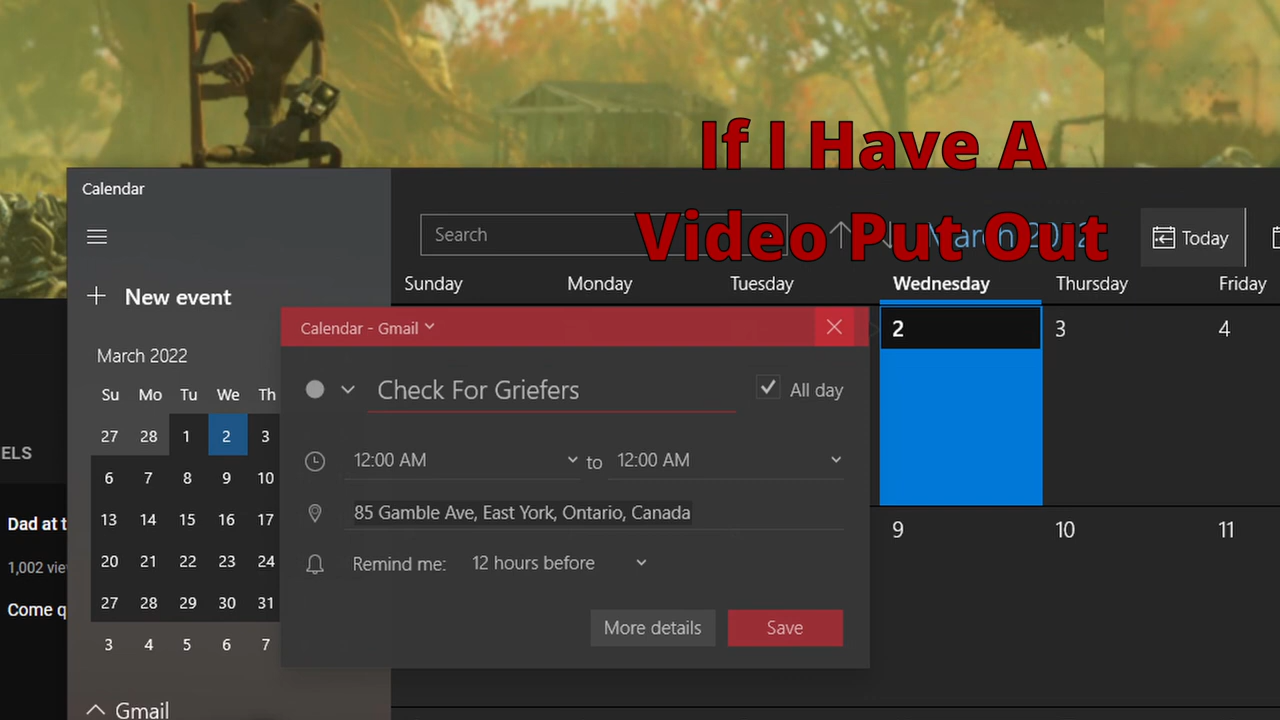 If I Have A
Video Put Out
Calendar
Search
March 2022
Today
New event
Sunday Monday Tuesday Wednesday Thursday Friday
2 3 4
9 10 11
March 2022
Su Mo Tu We Th
27 28 1 2 3
6 7 8 9 10
13 14 15 16 17
20 21 22 23 24
27 28 29 30 31
3 4 5 6 7
Gmail
Calendar - Gmail
Check For Griefers
All day
12:00 AM to 12:00 AM
85 Gamble Ave, East York, Ontario, Canada
Remind me: 12 hours before
More details Save
ELS
Dad at t
1,002 vie
Come q